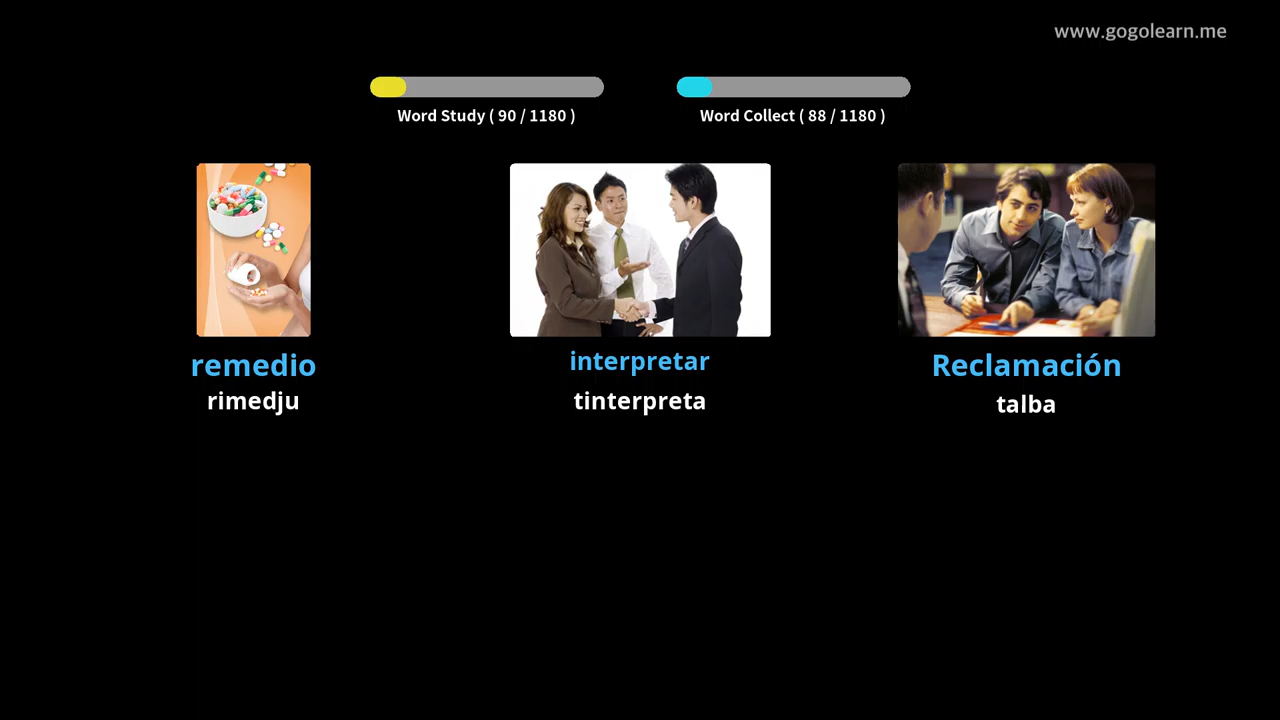 www.gogolearn.me
Word Study ( 90 / 1180 )
Word Collect ( 88 / 1180 )
remedio
rimedju
interpretar
tinterpreta
Reclamación
talba